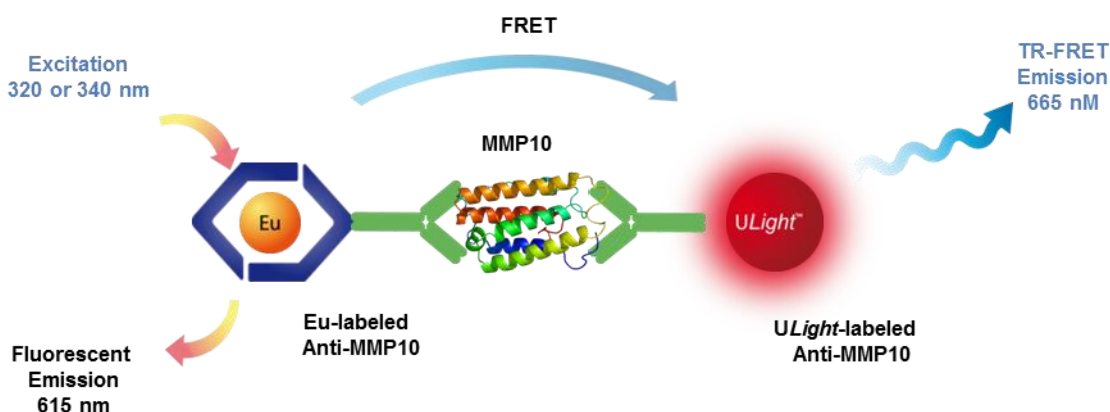 FRET
Excitation
320 or 340 nm
TR-FRET
Emission
665 nM
MMP10
Eu
ULight™
Eu-labeled
Anti-MMP10
ULight-labeled
Anti-MMP10
Fluorescent
Emission
615 nm